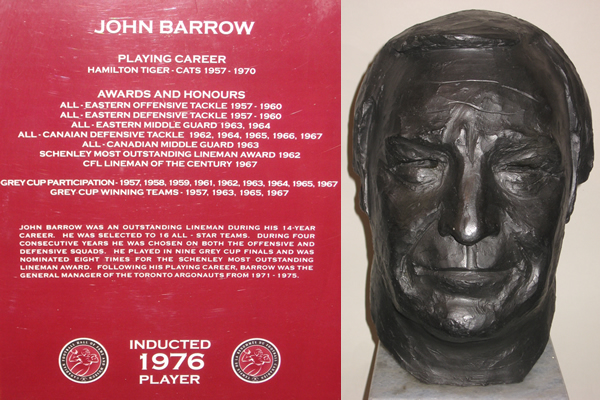 JOHN BARROW
PLAYING CAREER
HAMILTON TIGER - CATS 1957 - 1970
AWARDS AND HONOURS
ALL - EASTERN OFFENSIVE TACKLE 1957 - 1960
ALL - EASTERN DEFENSIVE TACKLE 1957 - 1960
ALL - EASTERN MIDDLE GUARD 1963, 1964
ALL - CANAIAN DEFENSIVE TACKLE 1962, 1964, 1965, 1966, 1967
ALL - CANADIAN MIDDLE GUARD 1963
SCHENLEY MOST OUTSTANDING LINEMAN AWARD 1962
CFL LINEMAN OF THE CENTURY 1967
GREY CUP PARTICIPATION - 1957, 1958, 1959, 1961, 1962, 1963, 1964, 1965, 1967
GREY CUP WINNING TEAMS - 1957, 1963, 1965, 1967
JOHN BARROW WAS AN OUTSTANDING LINEMAN DURING HIS 14-YEAR
CAREER. HE WAS SELECTED TO 16 ALL - STAR TEAMS. DURING FOUR
CONSECUTIVE YEARS HE WAS CHOSEN ON BOTH THE OFFENSIVE AND
DEFENSIVE SQUADS. HE PLAYED IN NINE GREY CUP FINALS AND WAS
NOMINATED EIGHT TIMES FOR THE SCHENLEY MOST OUTSTANDING
LINEMAN AWARD. FOLLOWING HIS PLAYING CAREER, BARROW WAS THE
GENERAL MANAGER OF THE TORONTO ARGONAUTS FROM 1971 - 1975.
INDUCTED
1976
PLAYER